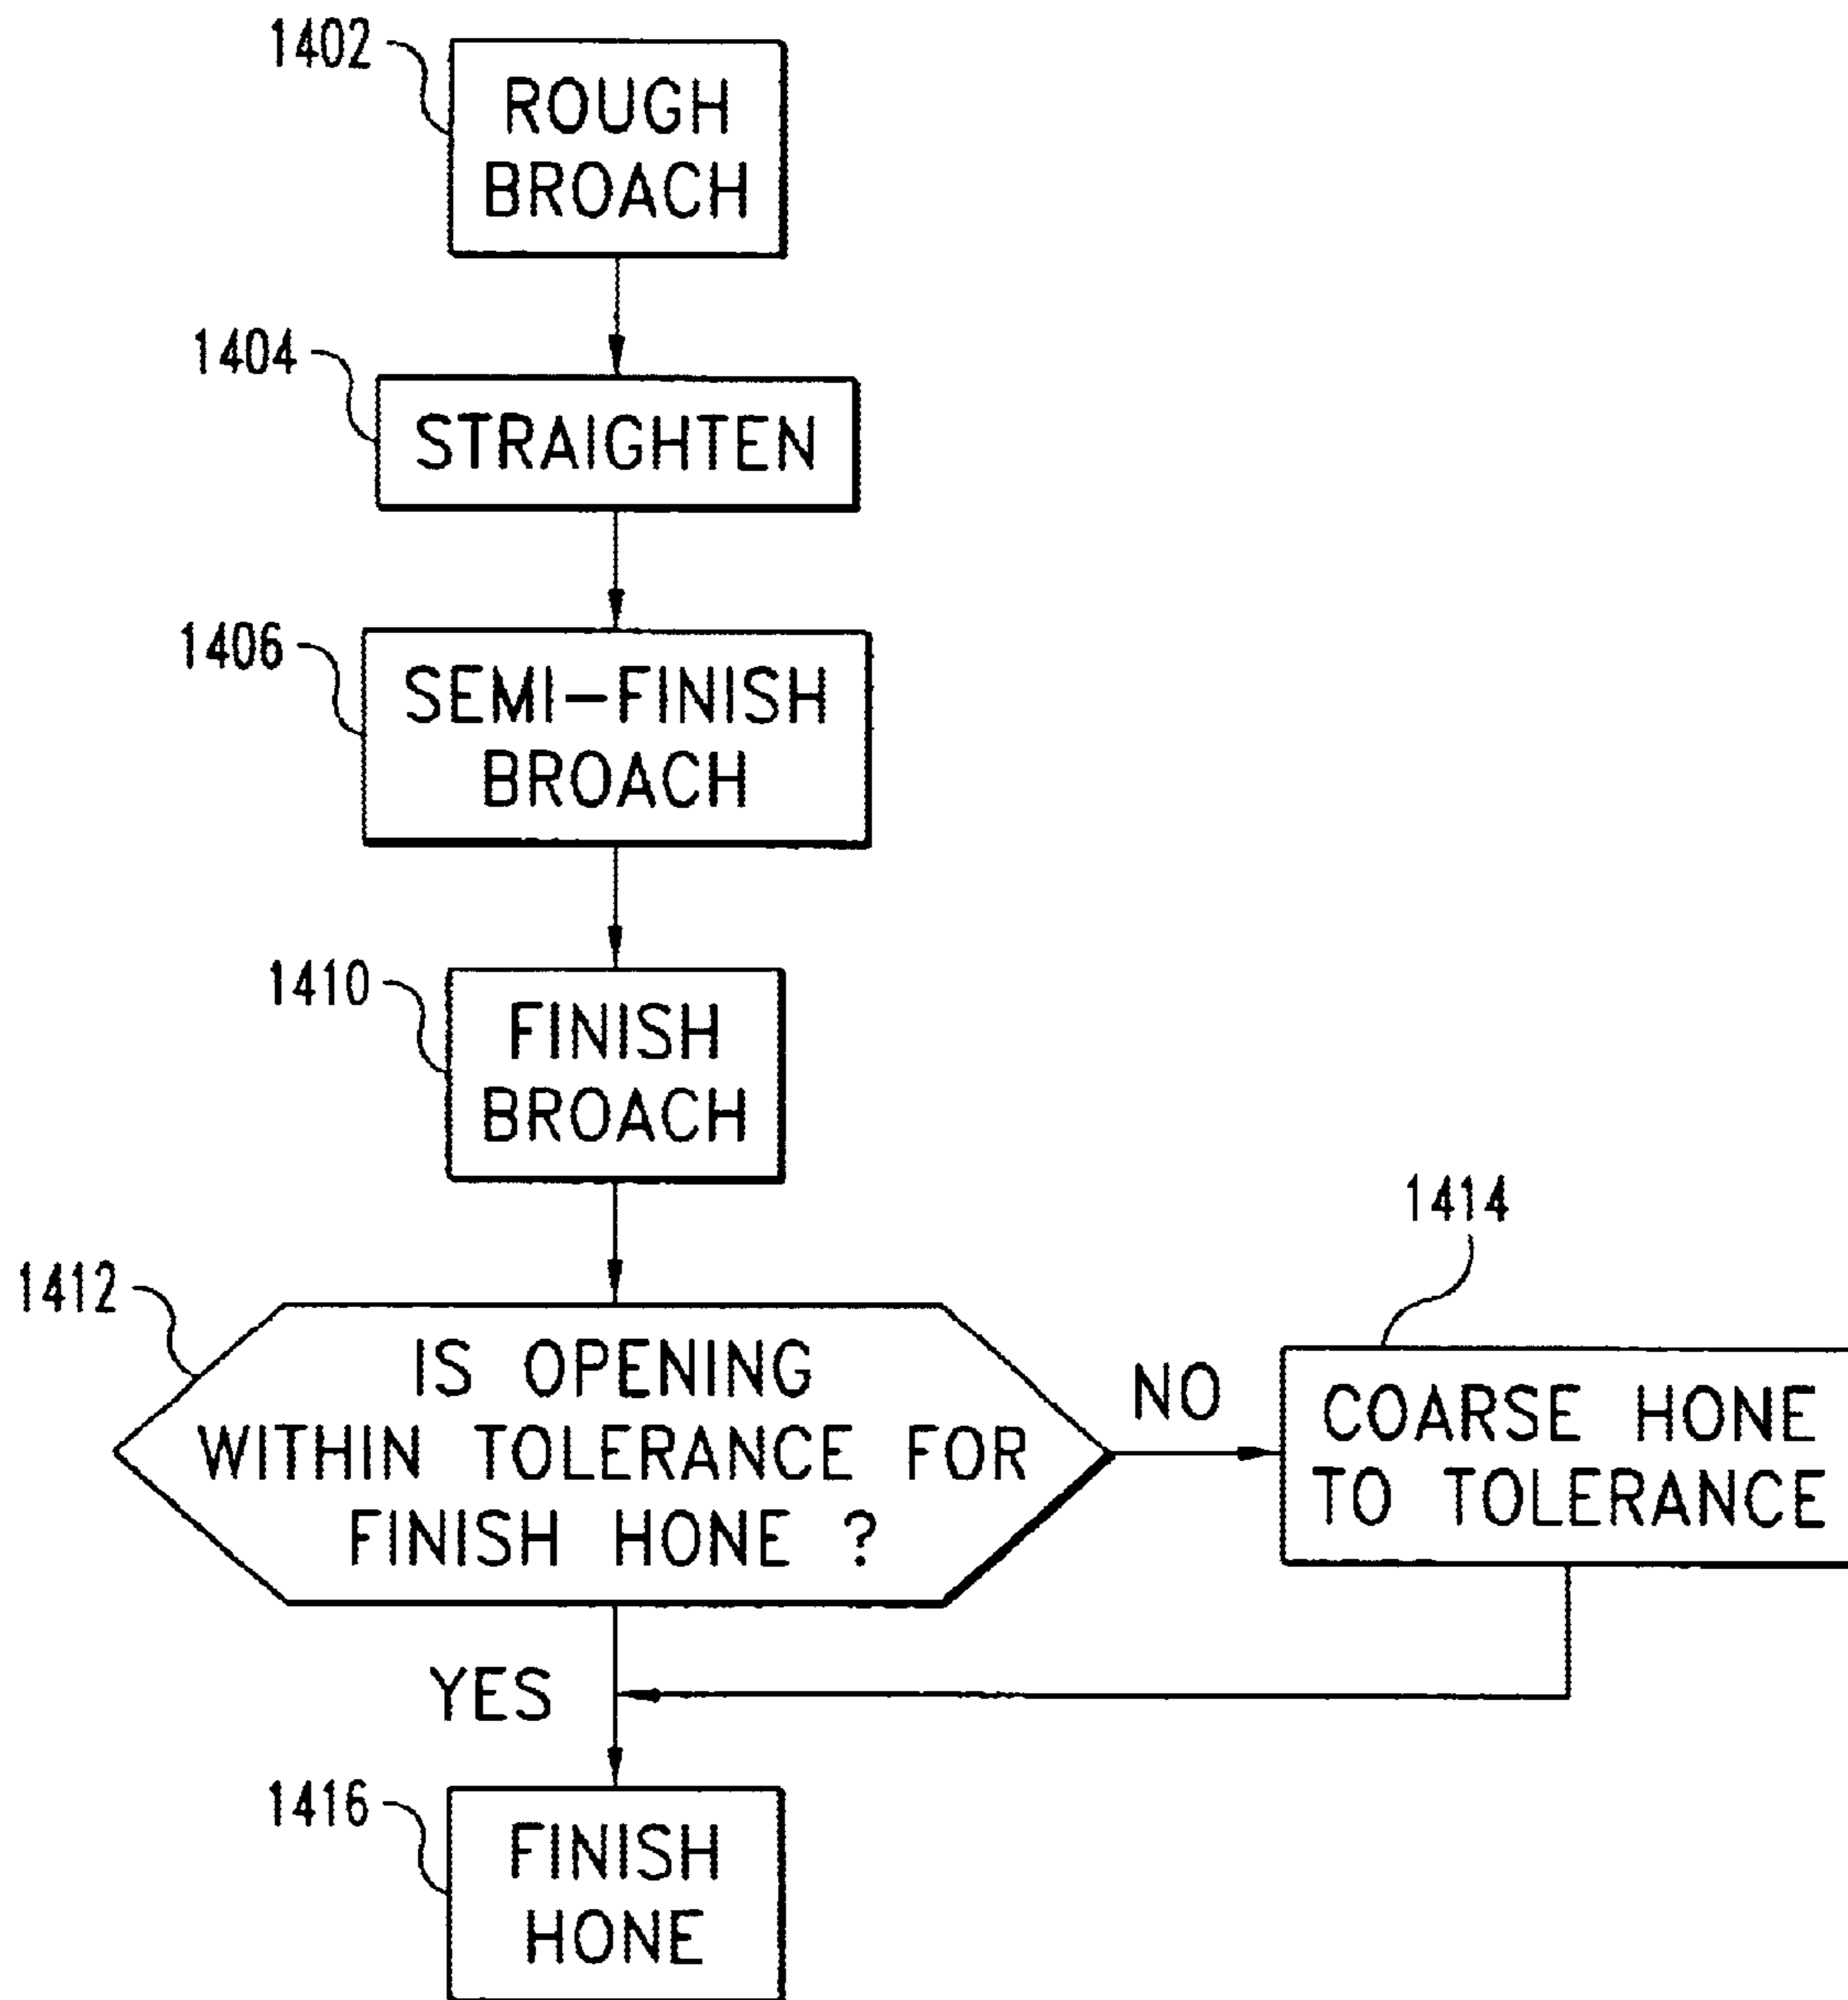 1402
ROUGH
BROACH
1404
STRAIGHTEN
1406
SEMI-FINISH
BROACH
1410
FINISH
BROACH
1412
IS OPENING
WITHIN TOLERANCE FOR
FINISH HONE ?
NO
1414
COARSE HONE
TO TOLERANCE
YES
1416
FINISH
HONE